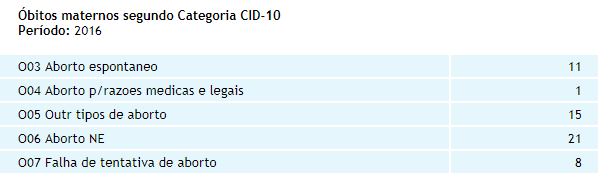 Óbitos maternos segundo Categoria CID-10
Período: 2016
O03 Aborto espontaneo 11
O04 Aborto p/razoes medicas e legais 1
O05 Outr tipos de aborto 15
O06 Aborto NE 21
O07 Falha de tentativa de aborto 8